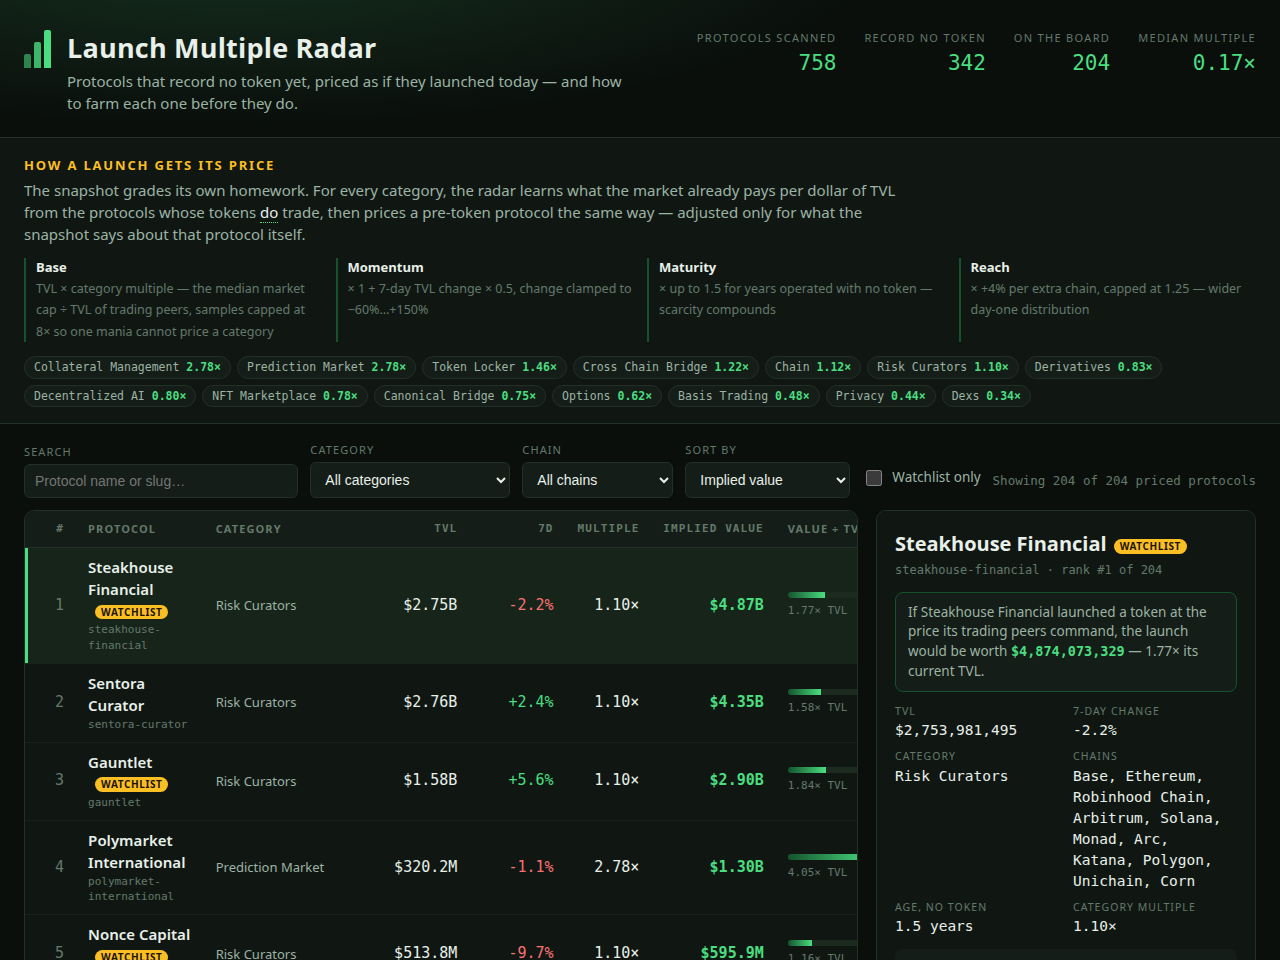 Launch Multiple Radar
Protocols that record no token yet, priced as if they launched today — and how
to farm each one before they do.
PROTOCOLS SCANNED
758
RECORD NO TOKEN
342
ON THE BOARD
204
MEDIAN MULTIPLE
0.17×
HOW A LAUNCH GETS ITS PRICE
The snapshot grades its own homework. For every category, the radar learns what the market already pays per dollar of TVL
from the protocols whose tokens do trade, then prices a pre-token protocol the same way — adjusted only for what the
snapshot says about that protocol itself.
Base
TVL × category multiple — the median market
cap ÷ TVL of trading peers, samples capped at
8× so one mania cannot price a category
Momentum
× 1 + 7-day TVL change × 0.5, change clamped to
−60%…+150%
Maturity
× up to 1.5 for years operated with no token —
scarcity compounds
Reach
× +4% per extra chain, capped at 1.25 — wider
day-one distribution
Collateral Management 2.78× Prediction Market 2.78× Token Locker 1.46× Cross Chain Bridge 1.22× Chain 1.12× Risk Curators 1.10× Derivatives 0.83×
Decentralized AI 0.80× NFT Marketplace 0.78× Canonical Bridge 0.75× Options 0.62× Basis Trading 0.48× Privacy 0.44× Dexs 0.34×
SEARCH
Protocol name or slug…
CATEGORY
All categories
CHAIN
All chains
SORT BY
Implied value
Watchlist only
Showing 204 of 204 priced protocols
# PROTOCOL CATEGORY TVL 7D MULTIPLE IMPLIED VALUE VALUE ÷ TV
1
Steakhouse
Financial
WATCHLIST
steakhouse-
financial
Risk Curators $2.75B -2.2% 1.10× $4.87B
1.77× TVL
2
Sentora
Curator
sentora-curator
Risk Curators $2.76B +2.4% 1.10× $4.35B
1.58× TVL
3
Gauntlet
WATCHLIST
gauntlet
Risk Curators $1.58B +5.6% 1.10× $2.90B
1.84× TVL
4
Polymarket
International
polymarket-
international
Prediction Market $320.2M -1.1% 2.78× $1.30B
4.05× TVL
5
Nonce Capital
WATCHLIST
Risk Curators $513.8M -9.7% 1.10× $595.9M
1.16× TVL
Steakhouse Financial WATCHLIST
steakhouse-financial · rank #1 of 204
If Steakhouse Financial launched a token at the
price its trading peers command, the launch
would be worth $4,874,073,329 — 1.77× its
current TVL.
TVL
$2,753,981,495
7-DAY CHANGE
-2.2%
CATEGORY
Risk Curators
CHAINS
Base, Ethereum,
Robinhood Chain,
Arbitrum, Solana,
Monad, Arc,
Katana, Polygon,
Unichain, Corn
AGE, NO TOKEN
1.5 years
CATEGORY MULTIPLE
1.10×